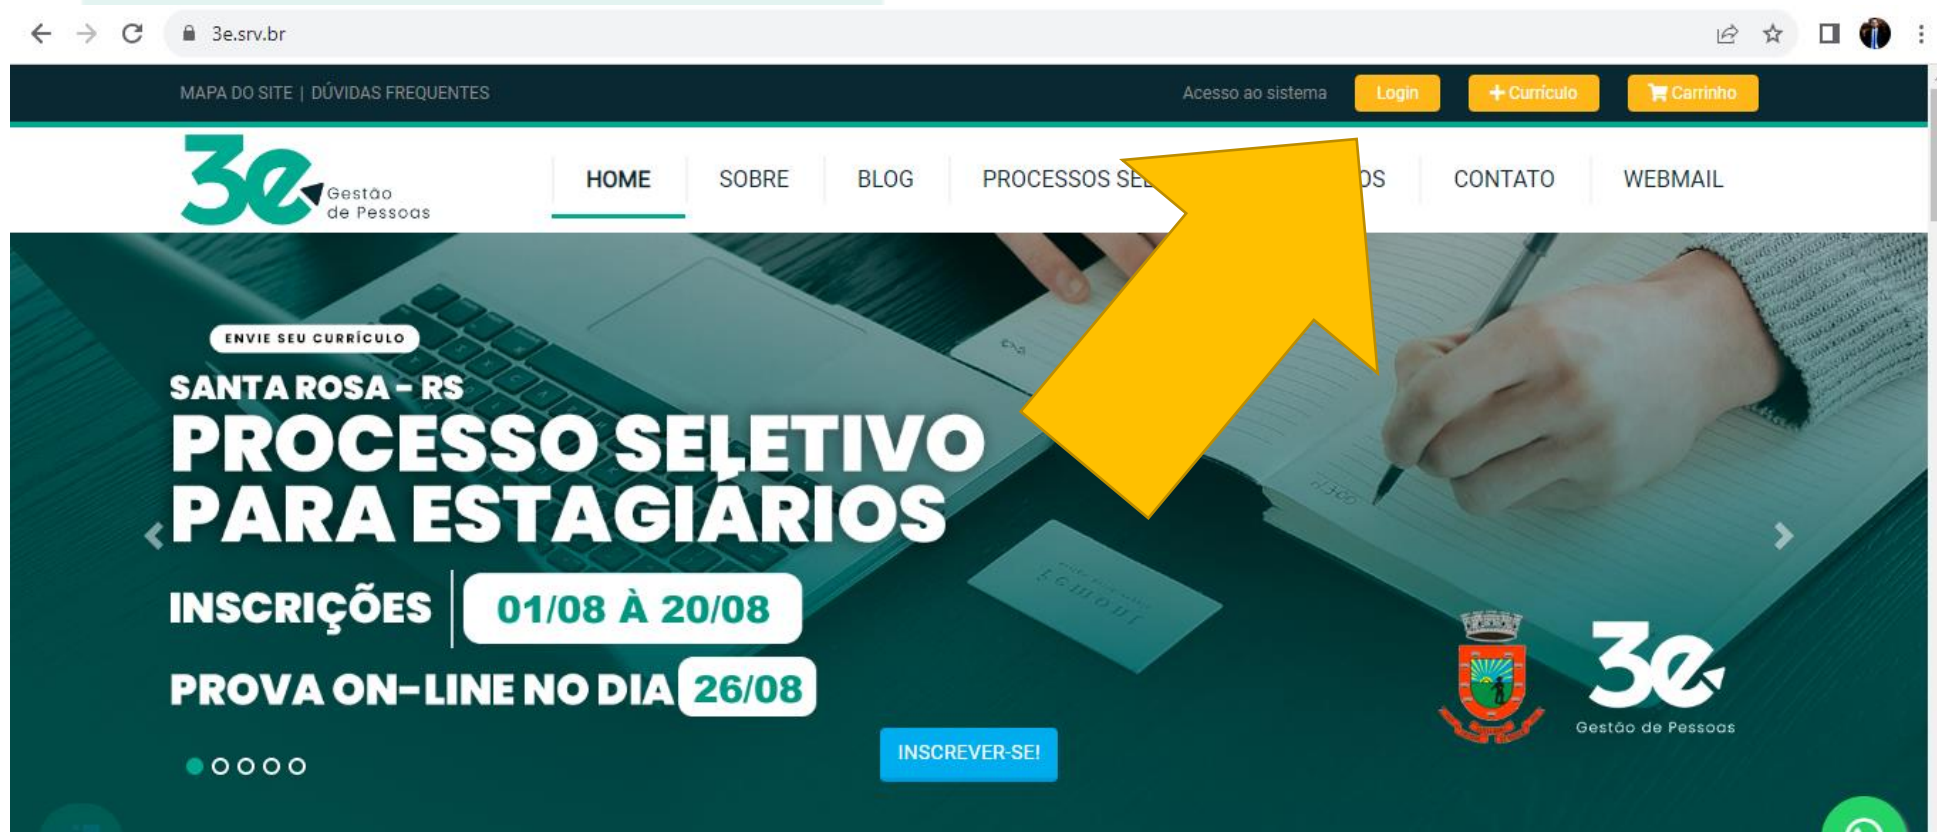 3e.srv.br
MAPA DO SITE | DÚVIDAS FREQUENTES
Acesso ao sistema
Login
+ Currículo
Carrinho
3e Gestão
de Pessoas
HOME
SOBRE
BLOG
PROCESSOS
OS
CONTATO
WEBMAIL
ENVIE SEU CURRÍCULO
SANTA ROSA - RS
PROCESSO SELETIVO
PARA ESTAGIÁRIOS
INSCRIÇÕES
01/08 À 20/08
PROVA ON-LINE NO DIA 26/08
INSCREVER-SE!
3e
Gestão de Pessoas